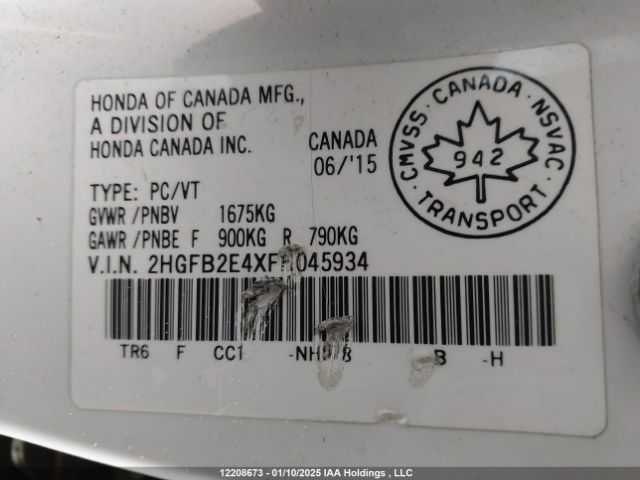 HONDA OF CANADA MFG.,
A DIVISION OF
HONDA CANADA INC.
CANADA
06/'15
TYPE: PC/VT
GVWR /PNBV 1675KG
GAWR /PNBE F 900KG R 790KG
V.I.N.
TR6 F CC1 B -H
CMVSS · CANADA · NSVAC ·
942
TRANSPORT
12208673 - 01/10/2025 IAA Holdings , LLC